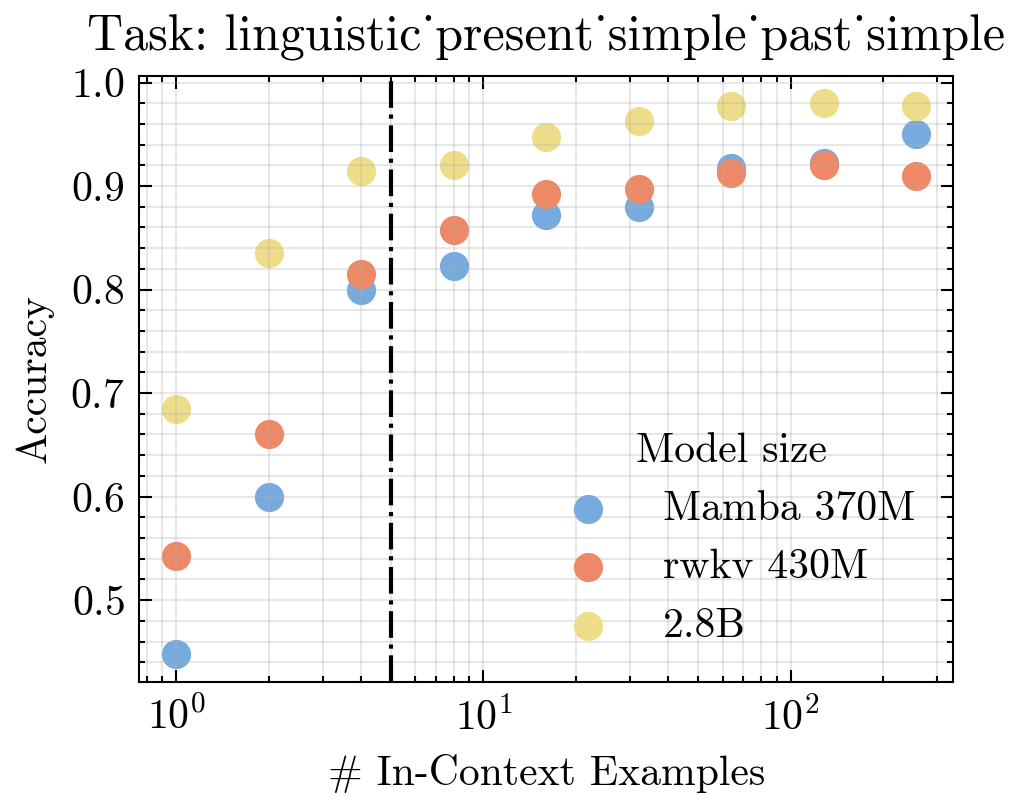 Task: linguistic˙present˙simple˙past˙simple
1.0
0.9
0.8
0.7
0.6
0.5
Accuracy
Model size
Mamba 370M
rwkv 430M
2.8B
10⁰
10¹
10²
# In-Context Examples